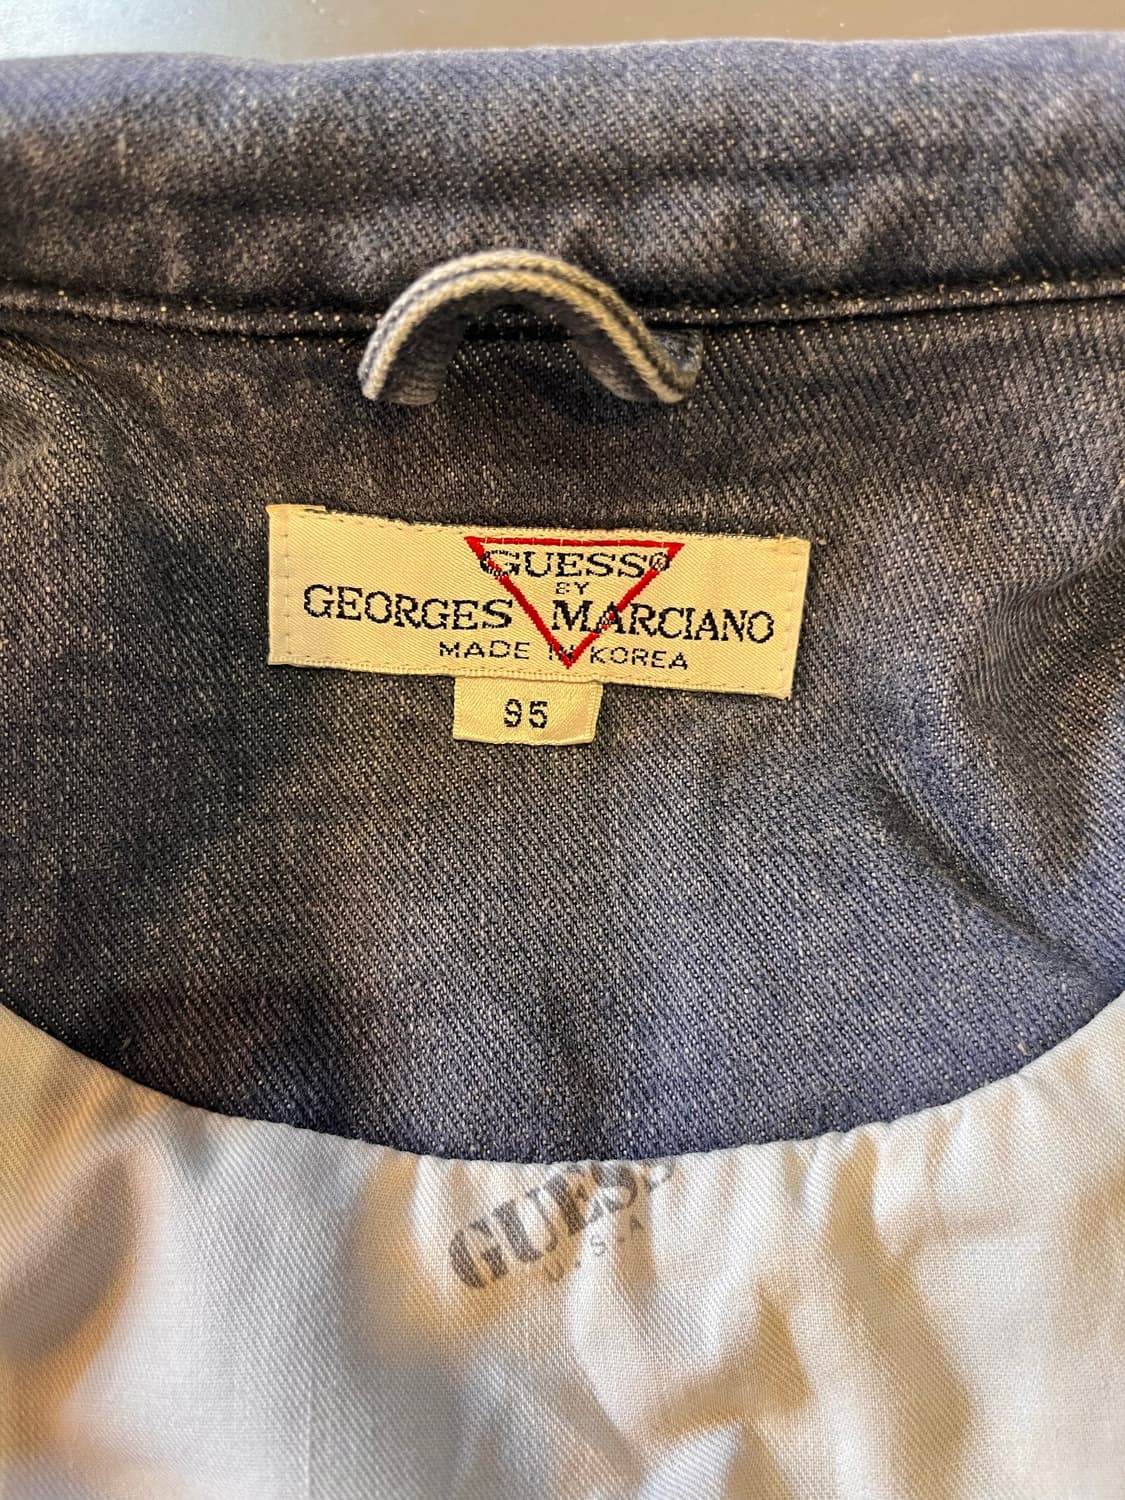 GUESS®
BY
GEORGES MARCIANO
MADE IN KOREA
95
GUESS
U.S.A